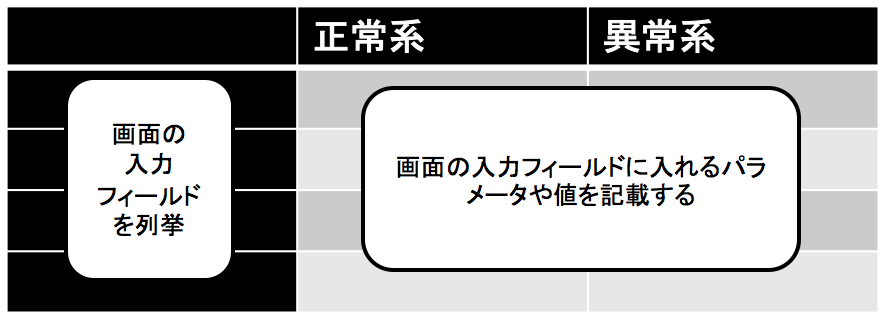 正常系
異常系
画面の
入力
フィールド
を列挙
画面の入力フィールドに入れるパラ
メータや値を記載する